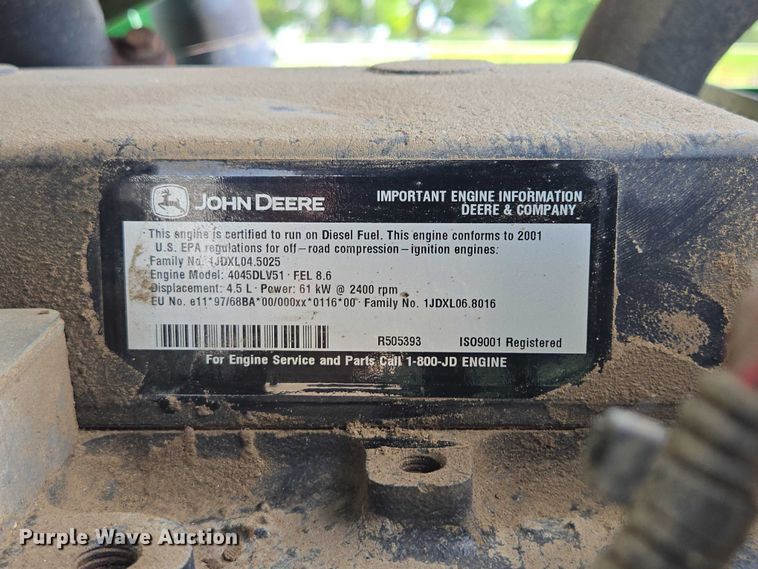 JOHN DEERE
IMPORTANT ENGINE INFORMATION
DEERE & COMPANY
This engine is certified to run on Diesel Fuel. This engine conforms to 2001
U.S. EPA regulations for off-road compression-ignition engines:
Family No. 1JDXL04.5025
Engine Model: 4045DLV51 · FEL 8.6
Displacement: 4.5 L · Power: 61 kW @ 2400 rpm
EU No. e11*97/68BA*00/000xx*0116*00 · Family No. 1JDXL06.8016
R505393 ISO9001 Registered
For Engine Service and Parts Call 1-800-JD ENGINE
Purple Wave Auction